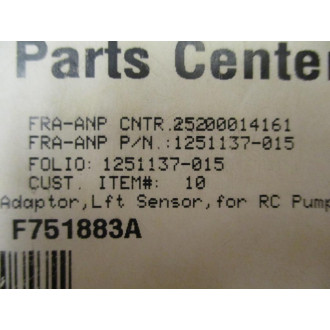 Parts Center
FRA-ANP CNTR.25200014161
FRA-ANP P/N.:1251137-015
FOLIO: 1251137-015
CUST. ITEM#: 10
Adaptor,Lft Sensor,for RC Pump
F751883A